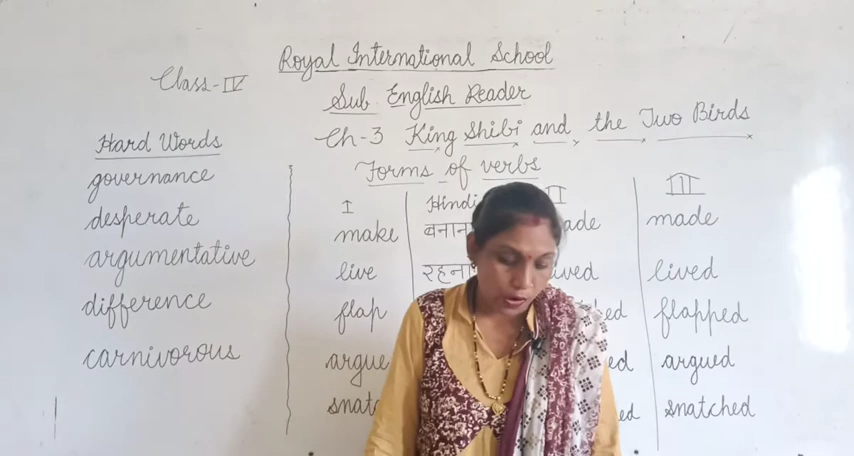 Royal International School
Class-IV
Sub English Reader
Ch-3 King Shibi and the Two Birds
Hard Words
governance
desperate
argumentative
difference
carnivorous
Forms of verbs
I Hindi II III
make made
live रहना lived
flap flapped
argue argued
snatched